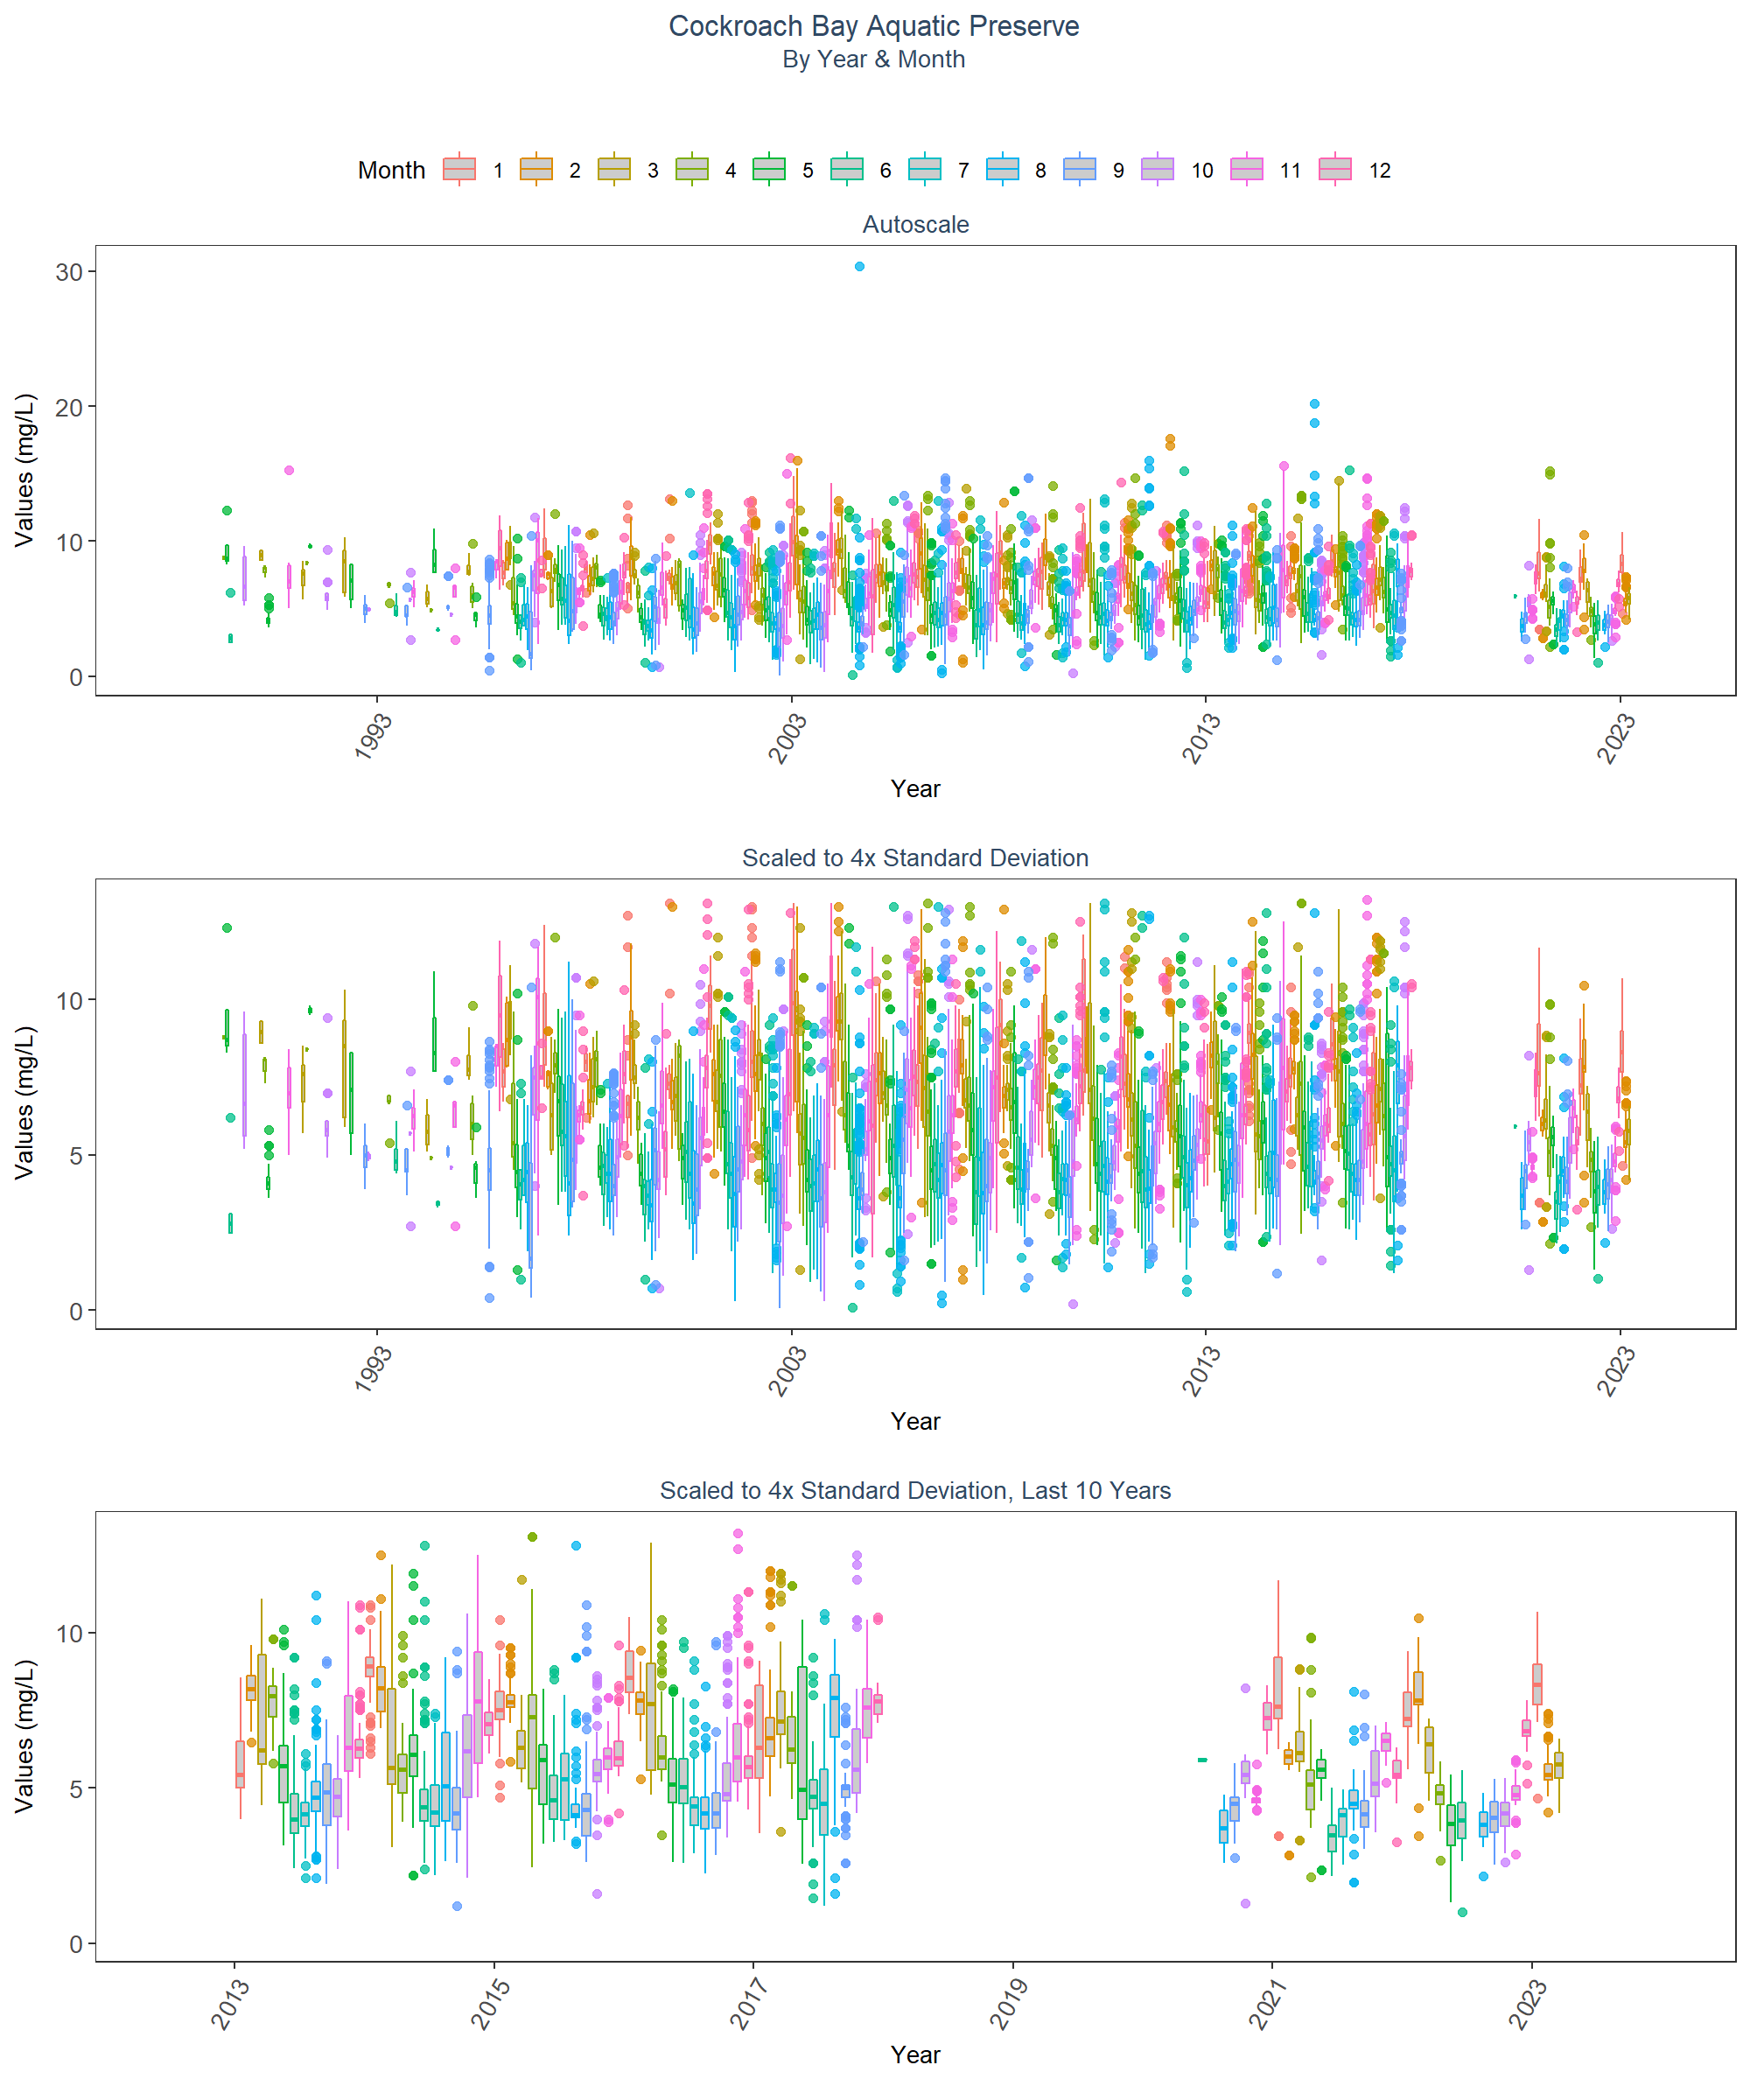 Cockroach Bay Aquatic Preserve
By Year & Month
Month 1 2 3 4 5 6 7 8 9 10 11 12
Autoscale
Values (mg/L)
30
20
10
0
1993 2003 2013 2023
Year
Scaled to 4x Standard Deviation
Values (mg/L)
10
5
0
1993 2003 2013 2023
Year
Scaled to 4x Standard Deviation, Last 10 Years
Values (mg/L)
10
5
0
2013 2015 2017 2019 2021 2023
Year